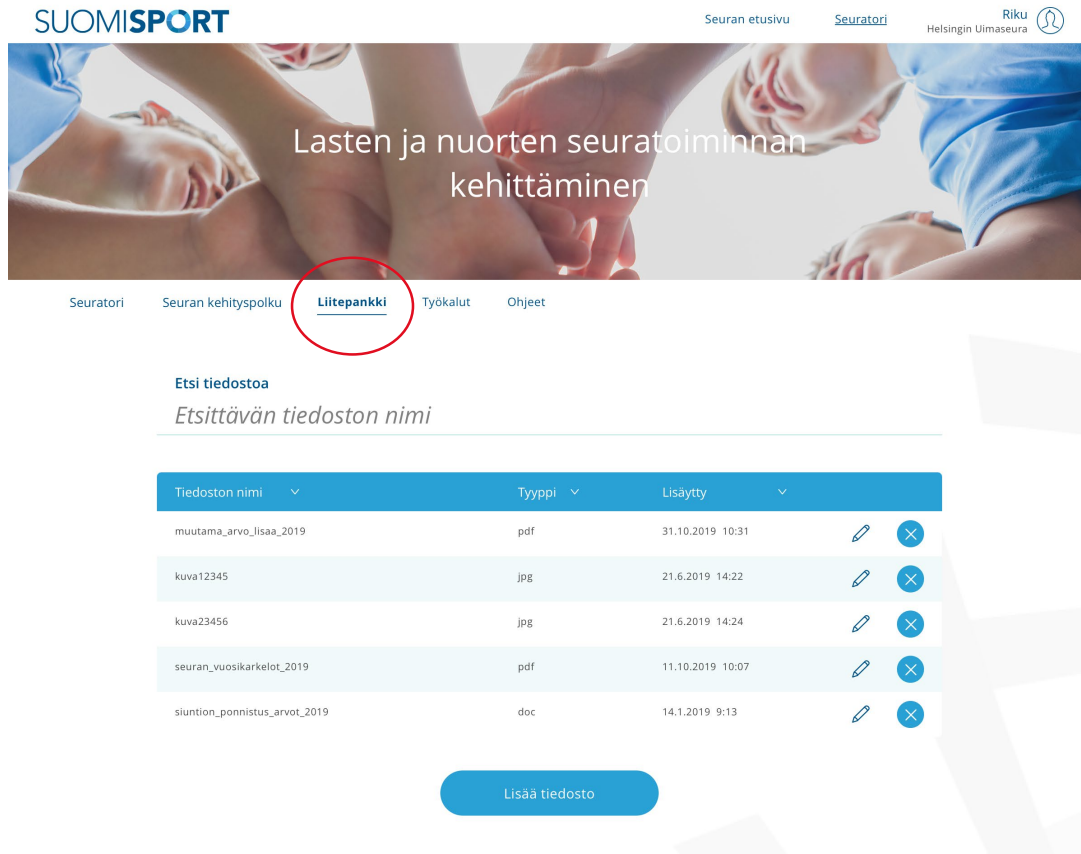 SUOMISPORT
Seuran etusivu Seuratori Riku
Helsingin Uimaseura
Lasten ja nuorten seuratoiminnan
kehittäminen
Seuratori Seuran kehityspolku Liitepankki Työkalut Ohjeet
Etsi tiedostoa
Etsittävän tiedoston nimi
Tiedoston nimi Tyyppi Lisäytty
muutama_arvo_lisaa_2019 pdf 31.10.2019 10:31
kuva12345 jpg 21.6.2019 14:22
kuva23456 jpg 21.6.2019 14:24
seuran_vuosikarkelot_2019 pdf 11.10.2019 10:07
siuntion_ponnistus_arvot_2019 doc 14.1.2019 9:13
Lisää tiedosto